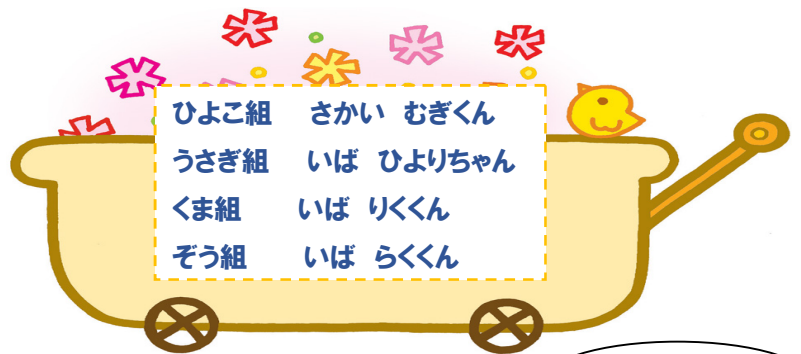 ひよこ組　さかい　むぎくん
うさぎ組　いば　ひよりちゃん
くま組　いば　りくくん
ぞう組　いば　らくくん